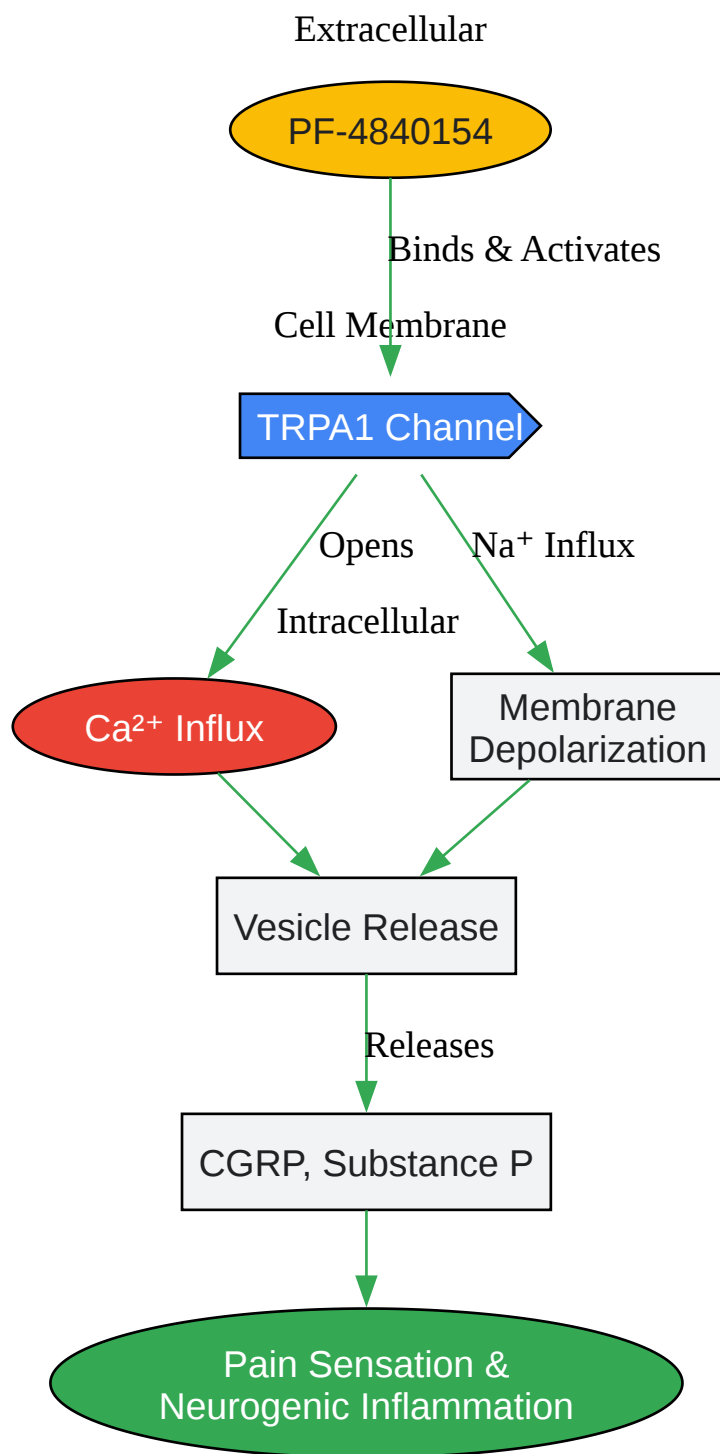 Extracellular
PF-4840154
Binds & Activates
Cell Membrane
TRPA1 Channel
Opens
Na⁺ Influx
Intracellular
Ca²⁺ Influx
Membrane
Depolarization
Vesicle Release
Releases
CGRP, Substance P
Pain Sensation &
Neurogenic Inflammation